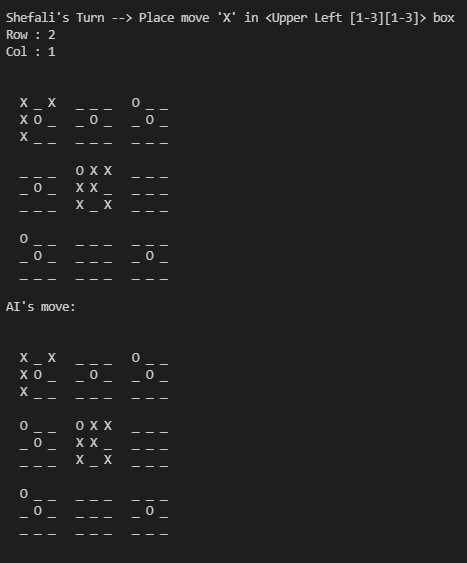 Shefali's Turn --> Place move 'X' in <Upper Left [1-3][1-3]> box
Row : 2
Col : 1
X _ X  _ _ _  O _ _
X O _  _ O _  _ O _
X _ _  _ _ _  _ _ _
_ _ _  O X X  _ _ _
_ O _  X X _  _ _ _
_ _ _  X _ X  _ _ _
O _ _  _ _ _  _ _ _
_ O _  _ _ _  _ O _
_ _ _  _ _ _  _ _ _
AI's move:
X _ X  _ _ _  O _ _
X O _  _ O _  _ O _
X _ _  _ _ _  _ _ _
O _ _  O X X  _ _ _
_ O _  X X _  _ _ _
_ _ _  X _ X  _ _ _
O _ _  _ _ _  _ _ _
_ O _  _ _ _  _ O _
_ _ _  _ _ _  _ _ _